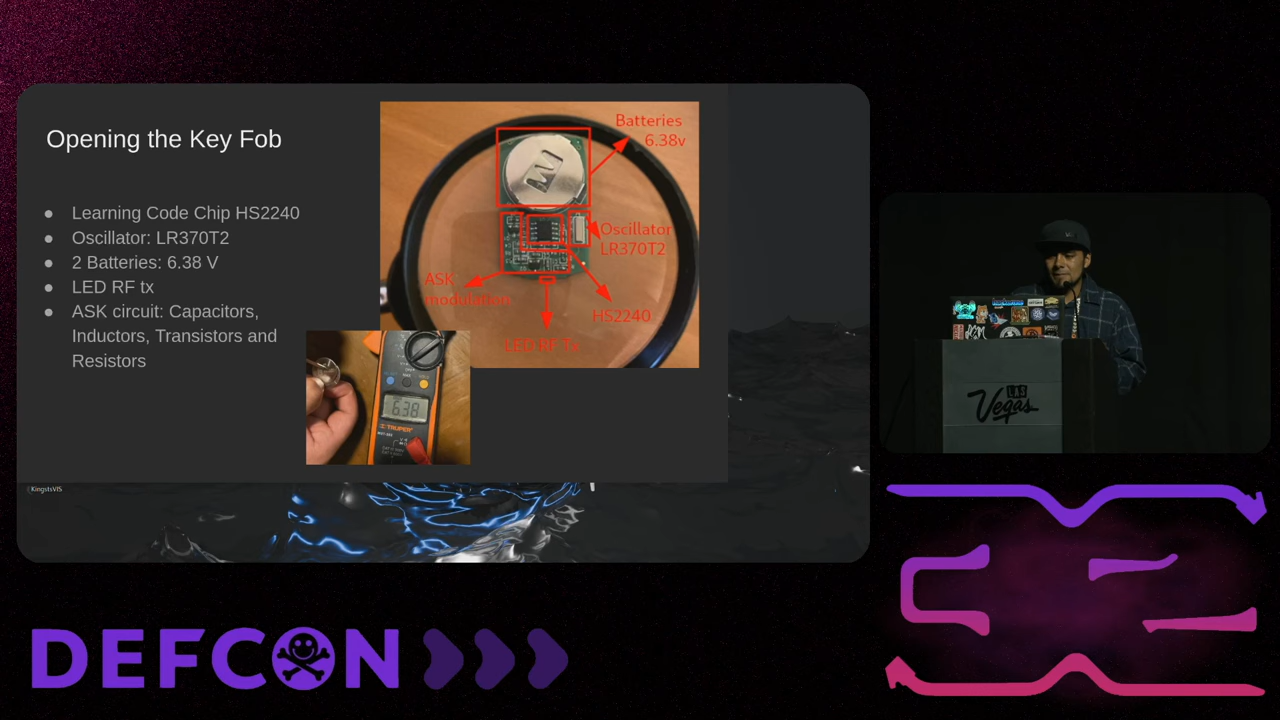 Opening the Key Fob
● Learning Code Chip HS2240
● Oscillator: LR370T2
● 2 Batteries: 6.38 V
● LED RF tx
● ASK circuit: Capacitors,
Inductors, Transistors and
Resistors
Batteries
6.38v
Oscillator
LR370T2
ASK
modulation
HS2240
LED RF Tx
6.38
TRUPER
KingstsVIS
LAS
Vegas
DEFCON